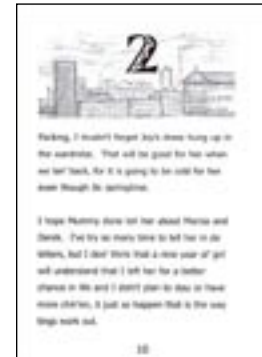 2
Packing, I mustn't forget Joy's dress hung up in
the wardrobe. That will be good for her when
we lan' back, for it is going to be cold for her
even though its springtime.
I hope Mummy done tell her about Marcia and
Derek. I've try so many time to tell her in de
letters, but I don' think that a nine year ol' girl
will understand that I left her for a better
chance in life and I didn't plan to stay or have
more chil'ren, it just so happen that is the way
tings work out.
10